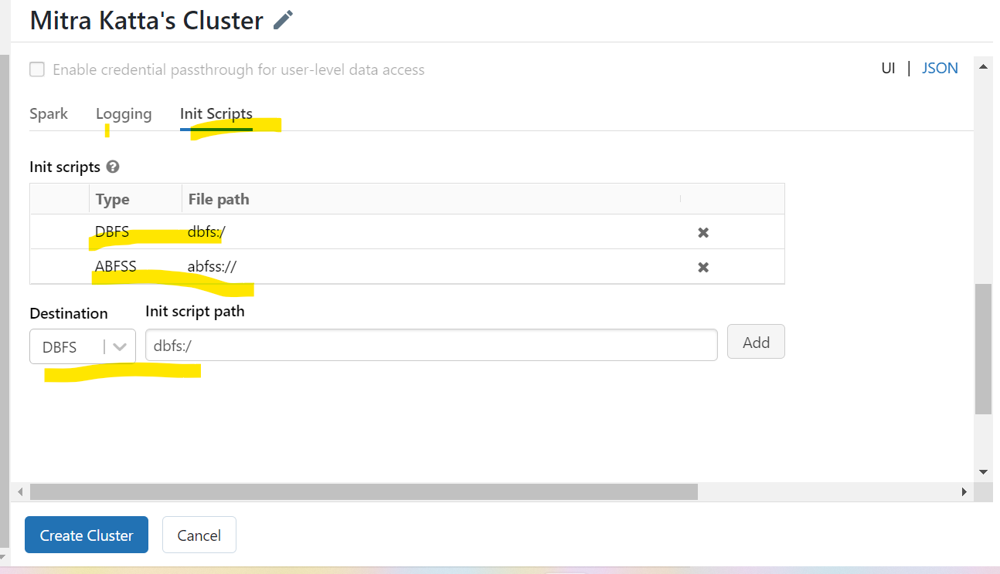 Mitra Katta's Cluster
Enable credential passthrough for user-level data access
UI | JSON
Spark Logging Init Scripts
Init scripts
Type File path
DBFS dbfs:/
ABFSS abfss://
Destination Init script path
DBFS dbfs:/ Add
Create Cluster Cancel